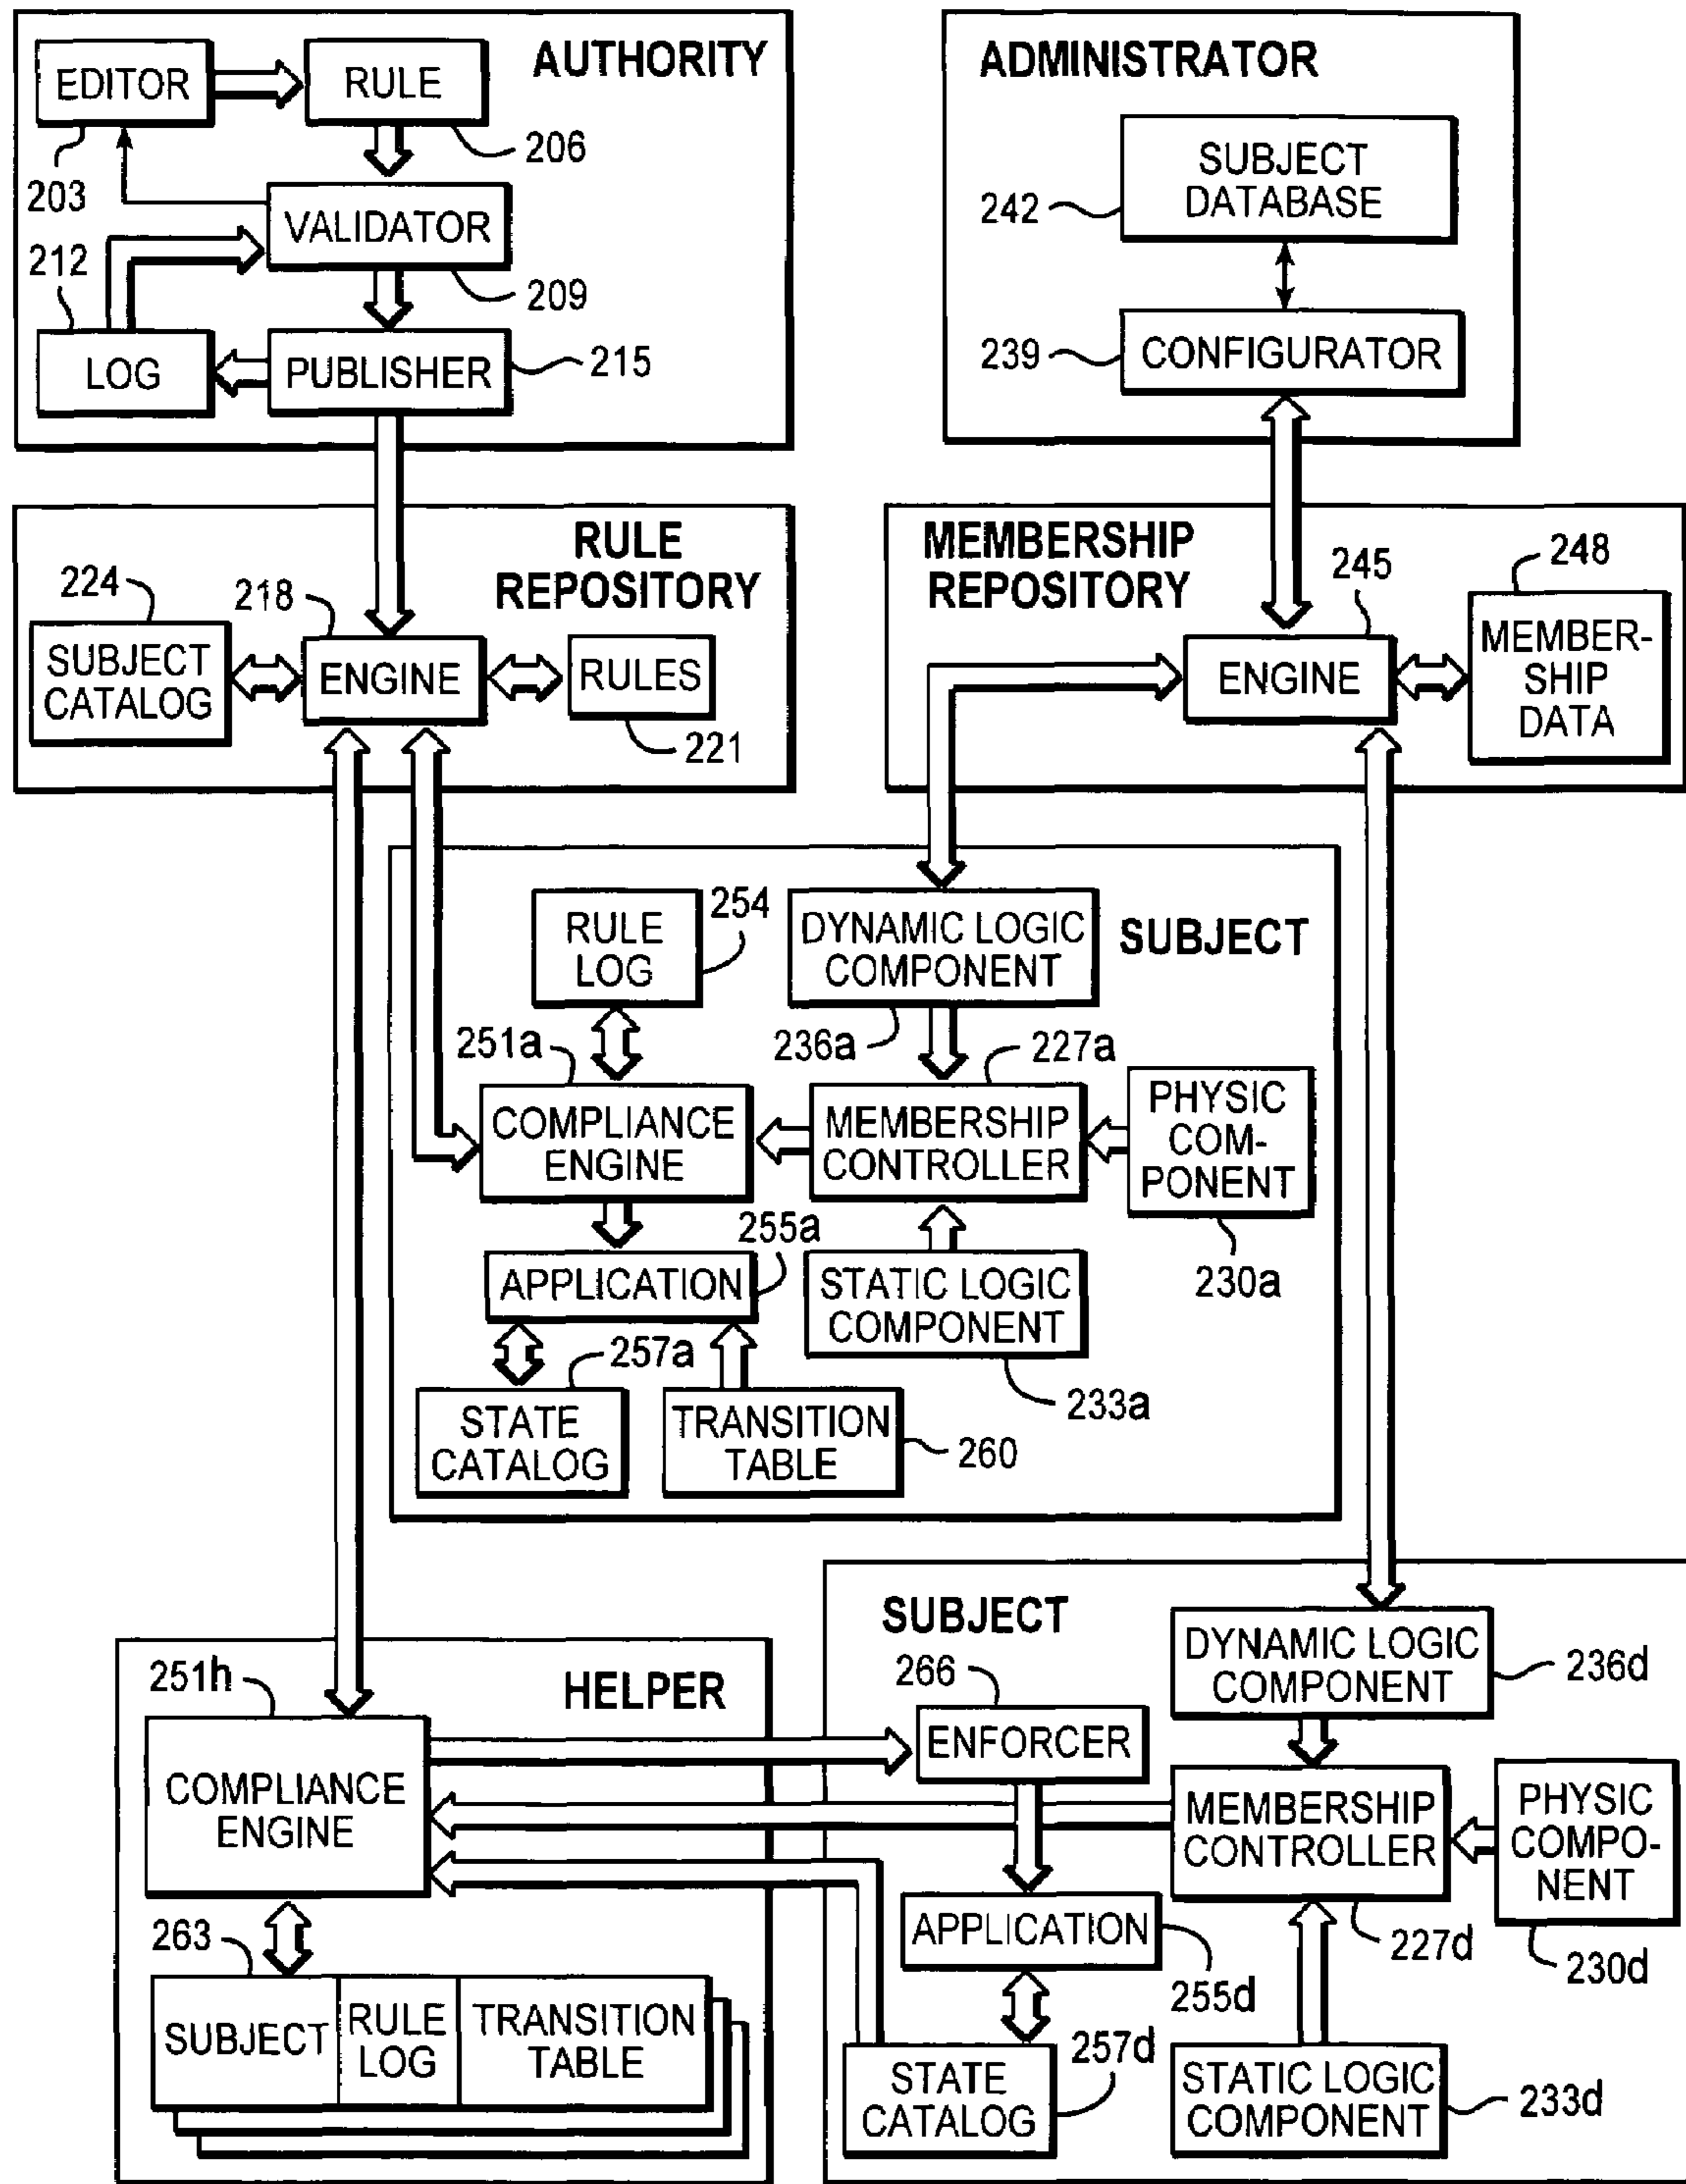 AUTHORITY
EDITOR
RULE
206
203
VALIDATOR
212
209
LOG
PUBLISHER
215
ADMINISTRATOR
SUBJECT
DATABASE
242
239
CONFIGURATOR
RULE
REPOSITORY
224
218
SUBJECT
CATALOG
ENGINE
RULES
221
MEMBERSHIP
REPOSITORY
245
248
ENGINE
MEMBER-
SHIP
DATA
SUBJECT
RULE
LOG
254
DYNAMIC LOGIC
COMPONENT
236a
251a
227a
COMPLIANCE
ENGINE
MEMBERSHIP
CONTROLLER
PHYSIC
COM-
PONENT
230a
255a
APPLICATION
STATIC LOGIC
COMPONENT
233a
257a
STATE
CATALOG
TRANSITION
TABLE
260
HELPER
251h
COMPLIANCE
ENGINE
263
SUBJECT
RULE
LOG
TRANSITION
TABLE
SUBJECT
266
ENFORCER
DYNAMIC LOGIC
COMPONENT
236d
MEMBERSHIP
CONTROLLER
227d
PHYSIC
COMPO-
NENT
230d
APPLICATION
255d
257d
STATE
CATALOG
STATIC LOGIC
COMPONENT
233d